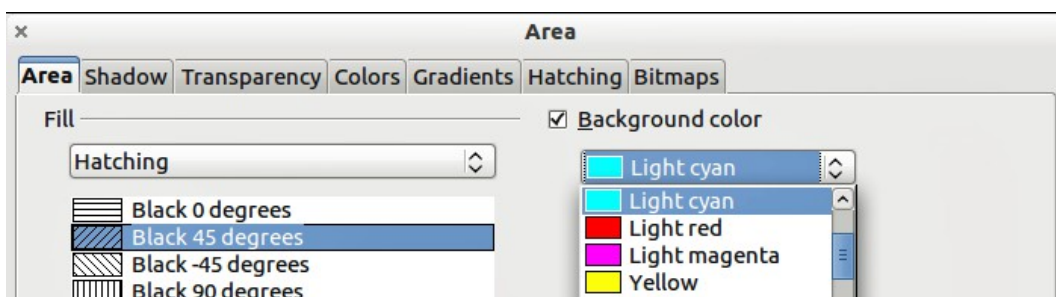 × Area
Area Shadow Transparency Colors Gradients Hatching Bitmaps
Fill
Hatching
Black 0 degrees
Black 45 degrees
Black -45 degrees
Black 90 degrees
Background color
Light cyan
Light cyan
Light red
Light magenta
Yellow